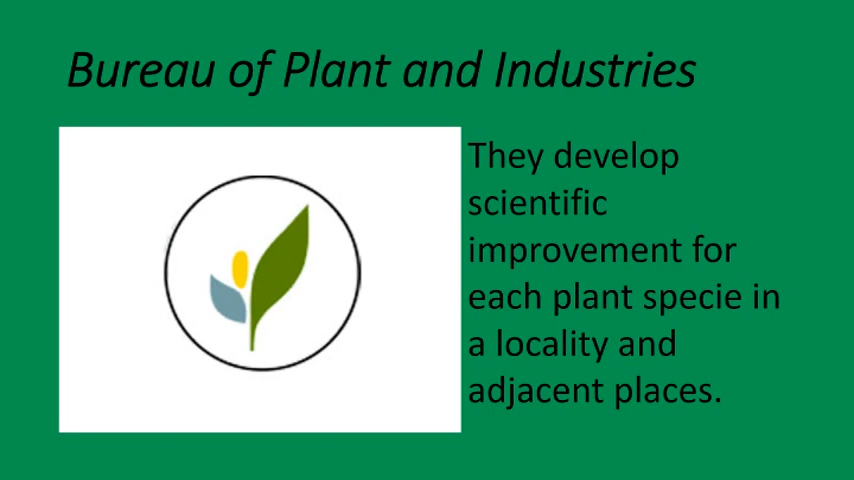 Bureau of Plant and Industries
They develop
scientific
improvement for
each plant specie in
a locality and
adjacent places.